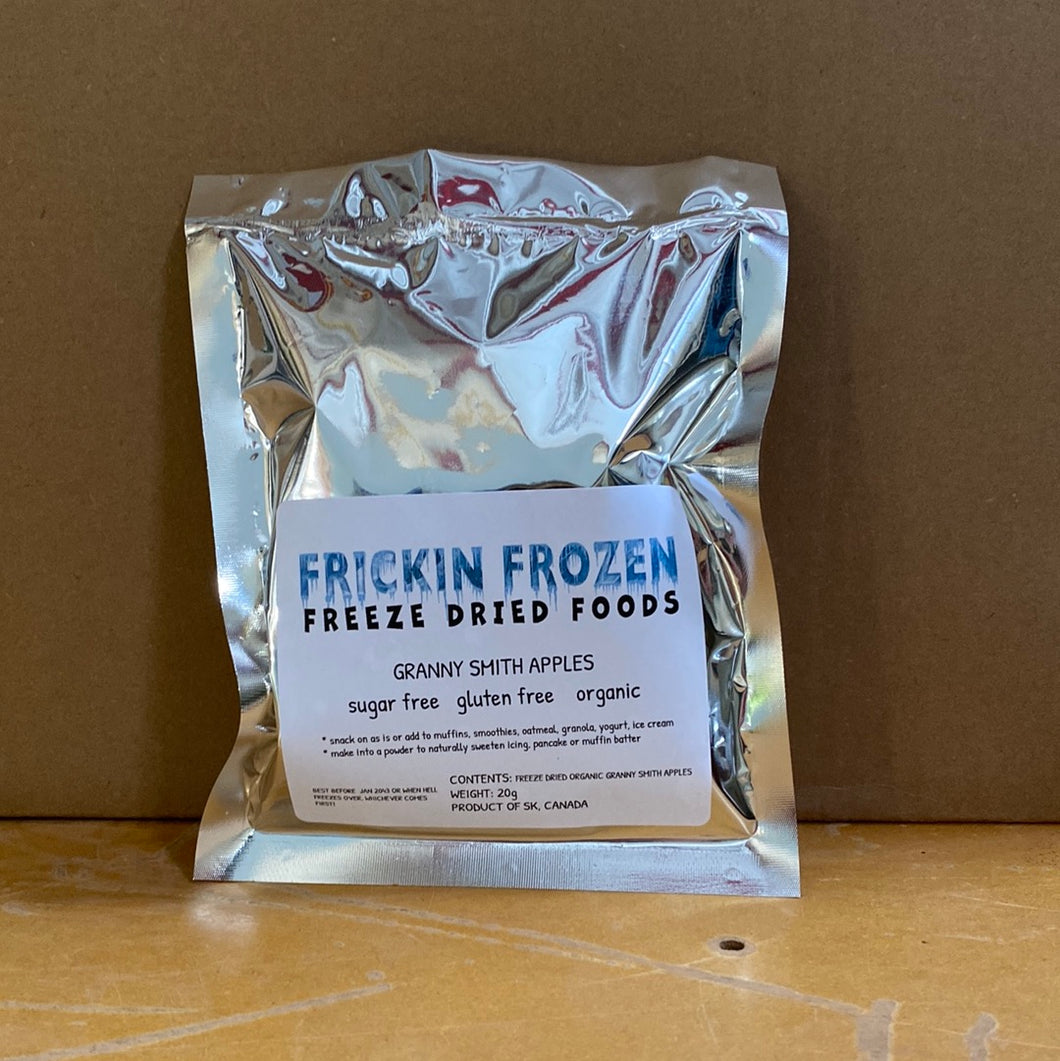 FRICKIN FROZEN
FREEZE DRIED FOODS
GRANNY SMITH APPLES
sugar free gluten free organic
* snack on as is or add to muffins, smoothies, oatmeal, granola, yogurt, ice cream
* make into a powder to naturally sweeten icing. pancake or muffin batter
CONTENTS: FREEZE DRIED ORGANIC GRANNY SMITH APPLES
WEIGHT: 20g
PRODUCT OF SK, CANADA
BEST BEFORE JAN 2043 OR WHEN HELL
FREEZES OVER, WHICHEVER COMES
FIRST!